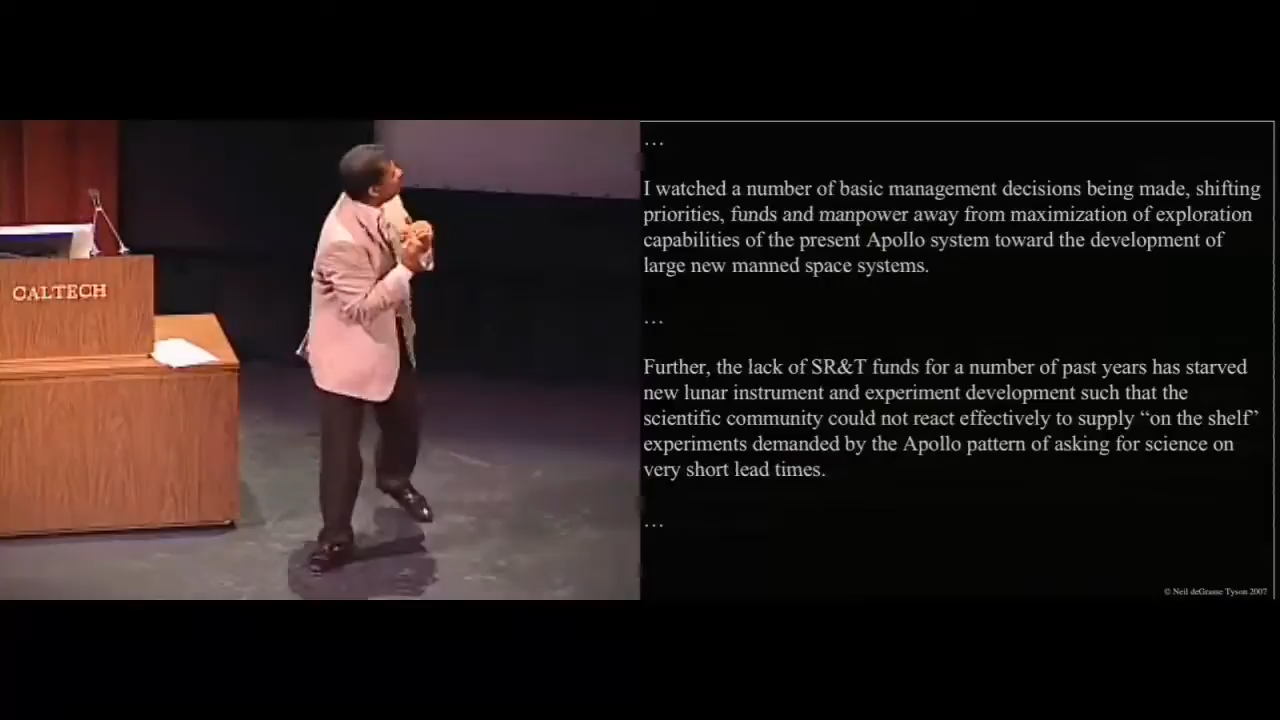 CALTECH
…
I watched a number of basic management decisions being made, shifting
priorities, funds and manpower away from maximization of exploration
capabilities of the present Apollo system toward the development of
large new manned space systems.
…
Further, the lack of SR&T funds for a number of past years has starved
new lunar instrument and experiment development such that the
scientific community could not react effectively to supply “on the shelf”
experiments demanded by the Apollo pattern of asking for science on
very short lead times.
…
© Neil deGrasse Tyson 2007